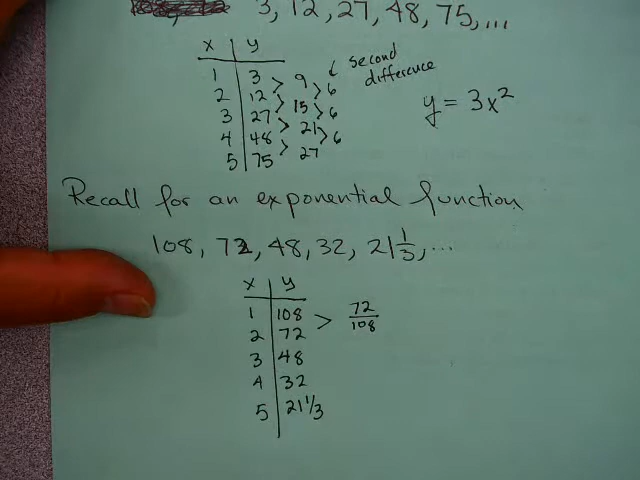 3, 12, 27, 48, 75, ...
x y
1 3 > 9 > 6 second difference
2 12 > 15 > 6
3 27 > 21 > 6
4 48 > 27
5 75
y = 3x²
Recall for an exponential function
108, 72, 48, 32, 21 1/3, ...
x y
1 108 > 72/108
2 72
3 48
4 32
5 21 1/3